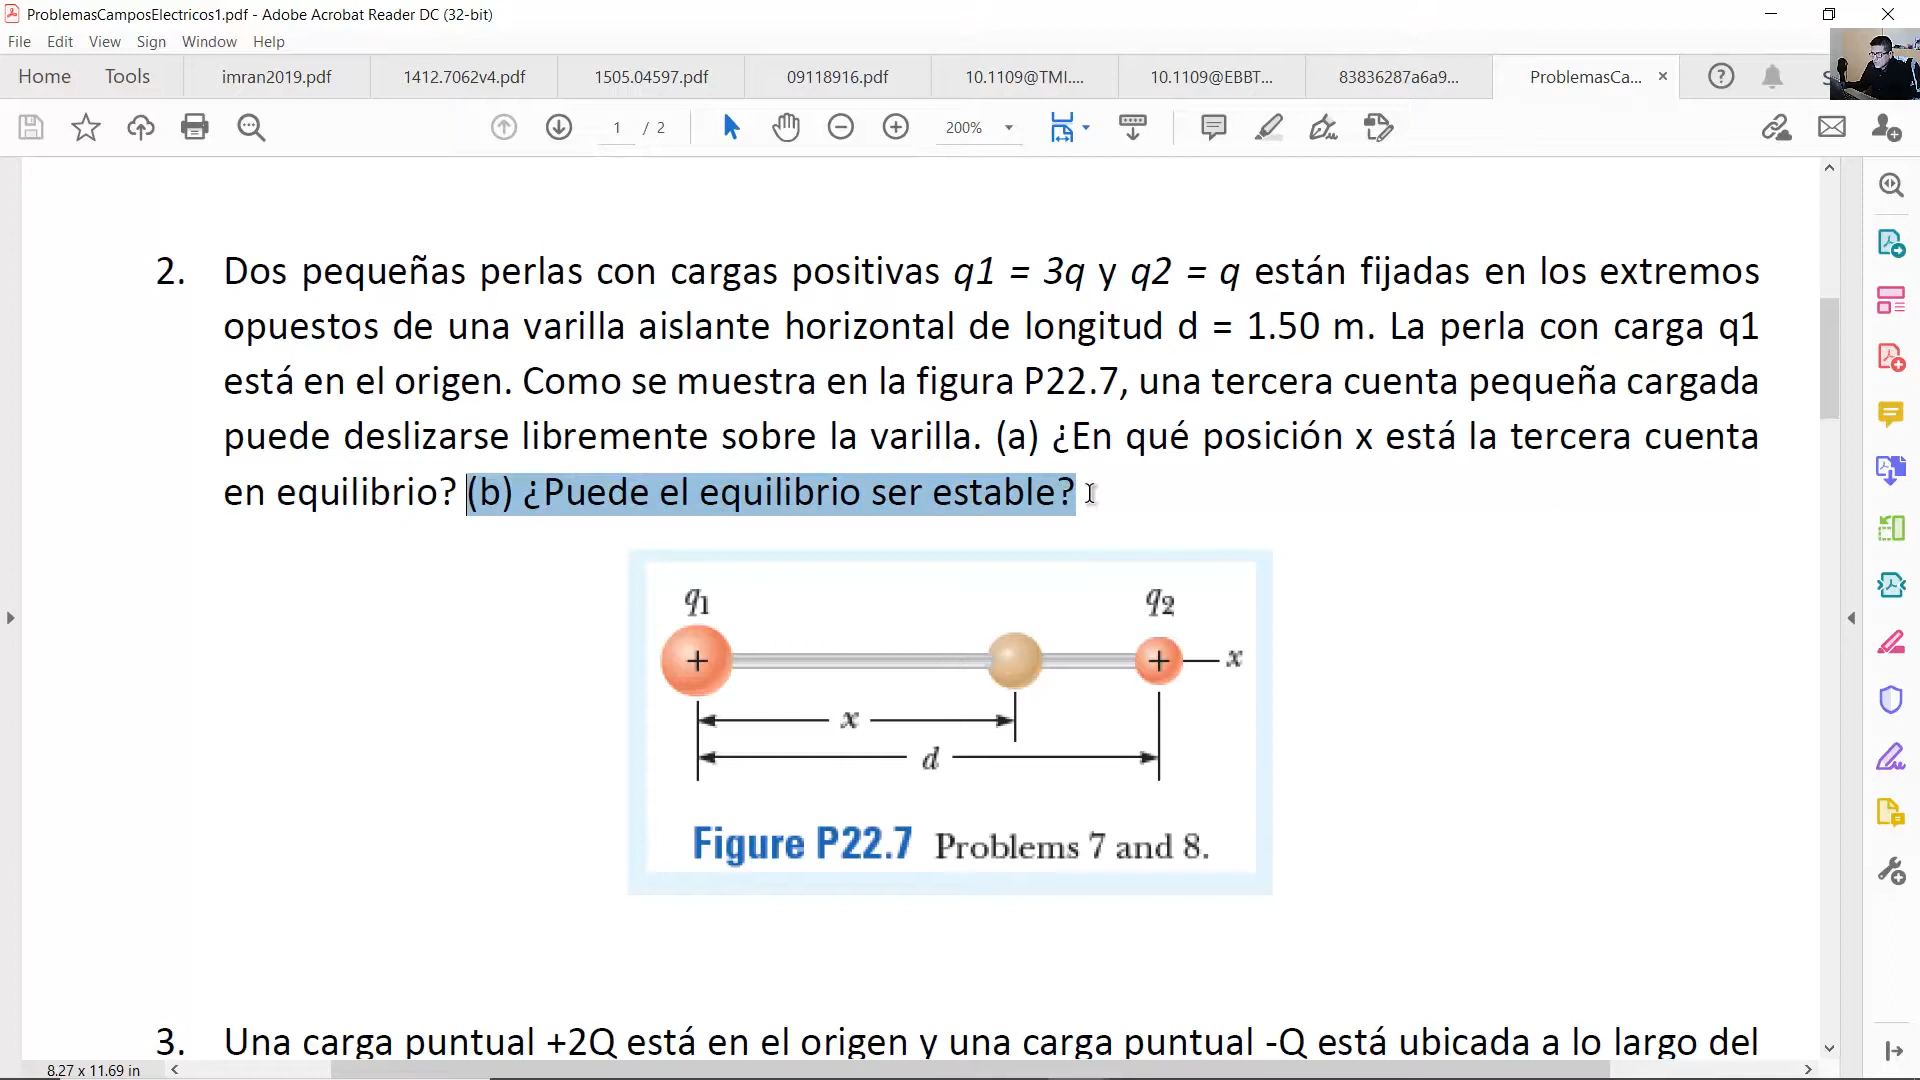 ProblemasCamposElectricos1.pdf - Adobe Acrobat Reader DC (32-bit)
File Edit View Sign Window Help
Home Tools imran2019.pdf 1412.7062v4.pdf 1505.04597.pdf 09118916.pdf 10.1109@TMI.... 10.1109@EBBT... 83836287a6a9... ProblemasCa...
1 / 2 200%
2. Dos pequeñas perlas con cargas positivas q1 = 3q y q2 = q están fijadas en los extremos
opuestos de una varilla aislante horizontal de longitud d = 1.50 m. La perla con carga q1
está en el origen. Como se muestra en la figura P22.7, una tercera cuenta pequeña cargada
puede deslizarse libremente sobre la varilla. (a) ¿En qué posición x está la tercera cuenta
en equilibrio? (b) ¿Puede el equilibrio ser estable?
q1 q2
+ + x
x
d
Figure P22.7 Problems 7 and 8.
3. Una carga puntual +2Q está en el origen y una carga puntual -Q está ubicada a lo largo del
8.27 x 11.69 in